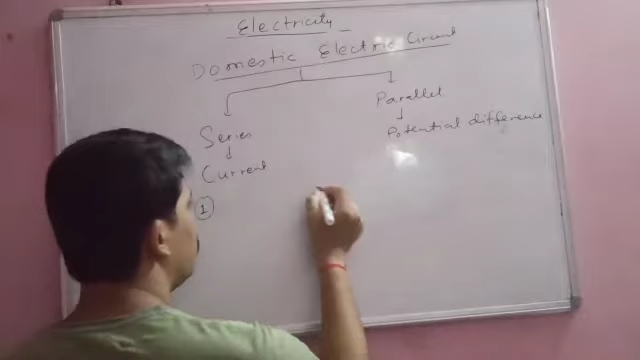 Electricity
Domestic Electric Circuit
Series
Parallel
Current
Potential difference
1